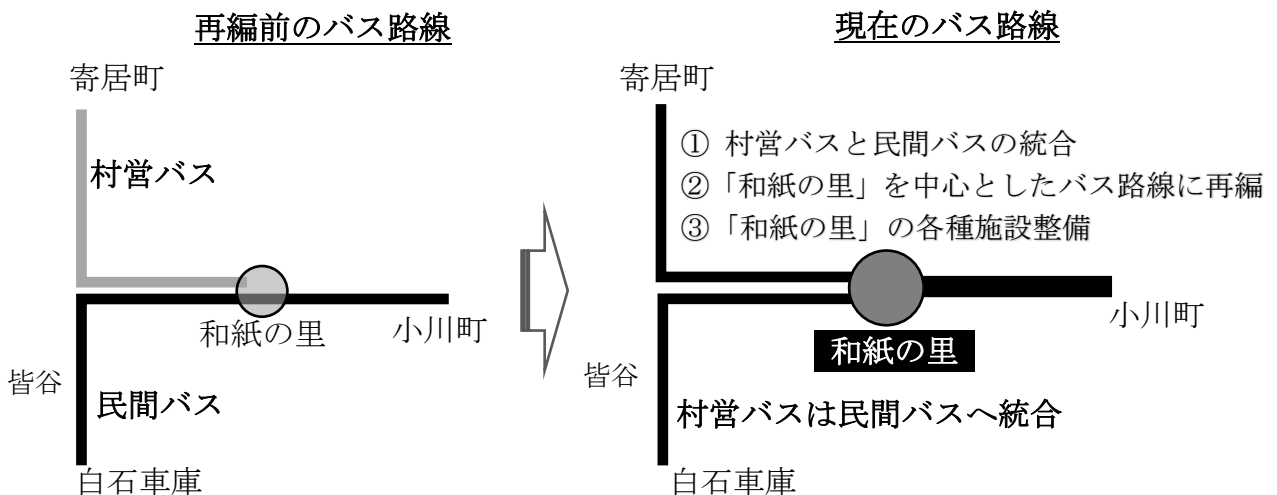 再編前のバス路線
寄居町
村営バス
和紙の里
小川町
皆谷
民間バス
白石車庫
現在のバス路線
寄居町
① 村営バスと民間バスの統合
②「和紙の里」を中心としたバス路線に再編
③「和紙の里」の各種施設整備
小川町
和紙の里
皆谷
村営バスは民間バスへ統合
白石車庫